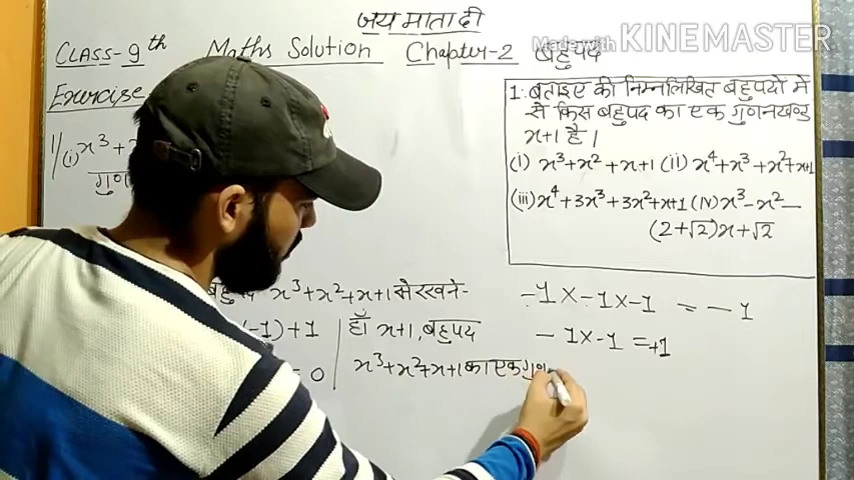 जय माता दी
CLASS-9th Maths Solution Chapter-2 बहुपद
Made with KINEMASTER
Exercise
1: बताइए की निम्नलिखित बहुपदो मे
से किस बहुपद का एक गुणनखण्ड
x+1 है।
(i) x³+x²+x+1 (ii) x⁴+x³+x²+x+1
(iii) x⁴+3x³+3x²+x+1 (iv) x³-x²-
(2+√2)x+√2
1/(i) x³+
बहुपद x³+x²+x+1 मे रखने-
(-1)+1
= 0
हाँ x+1, बहुपद
x³+x²+x+1 का एक गुण
-1×-1×-1 = -1
-1×-1 = +1